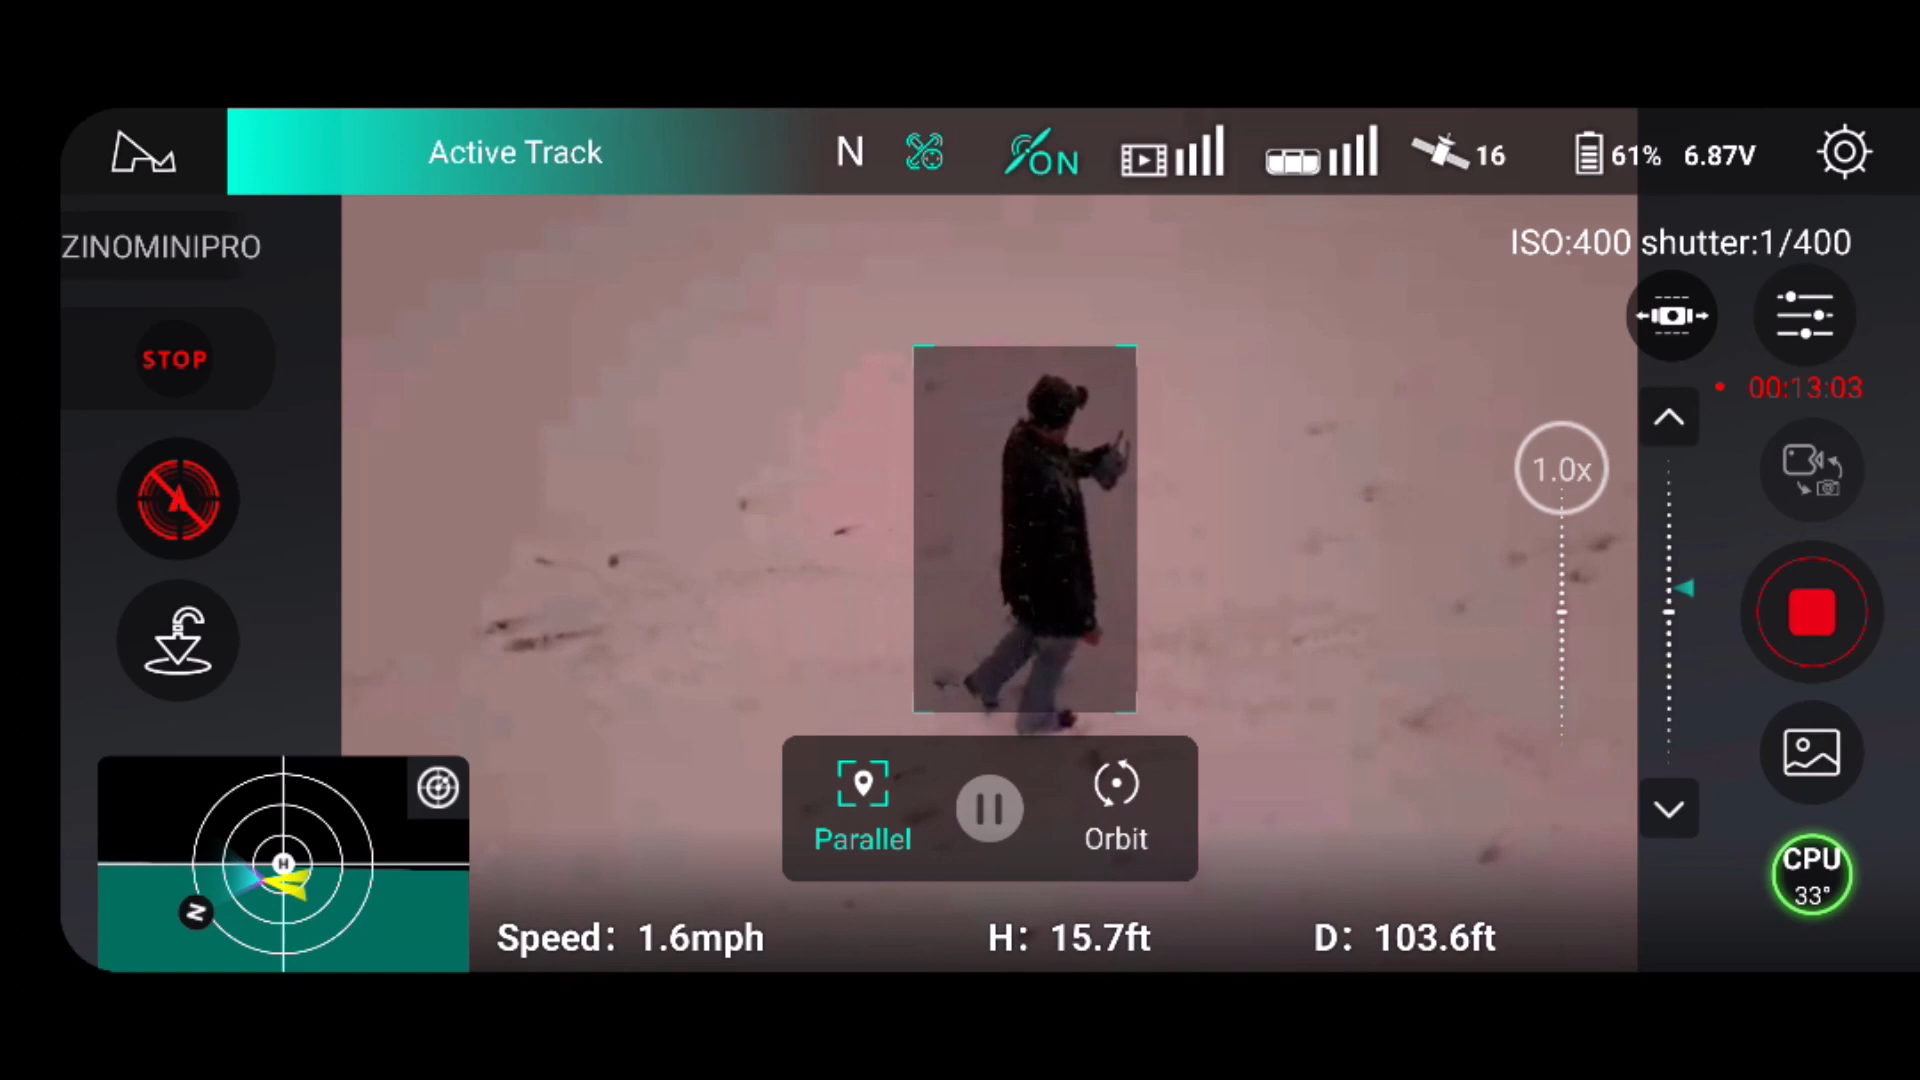 Active Track
N
ON
16
61%
6.87V
ZINOMINIPRO
ISO:400 shutter:1/400
STOP
00:13:03
1.0x
Parallel
Orbit
CPU
33°
H
N
Speed: 1.6mph
H: 15.7ft
D: 103.6ft